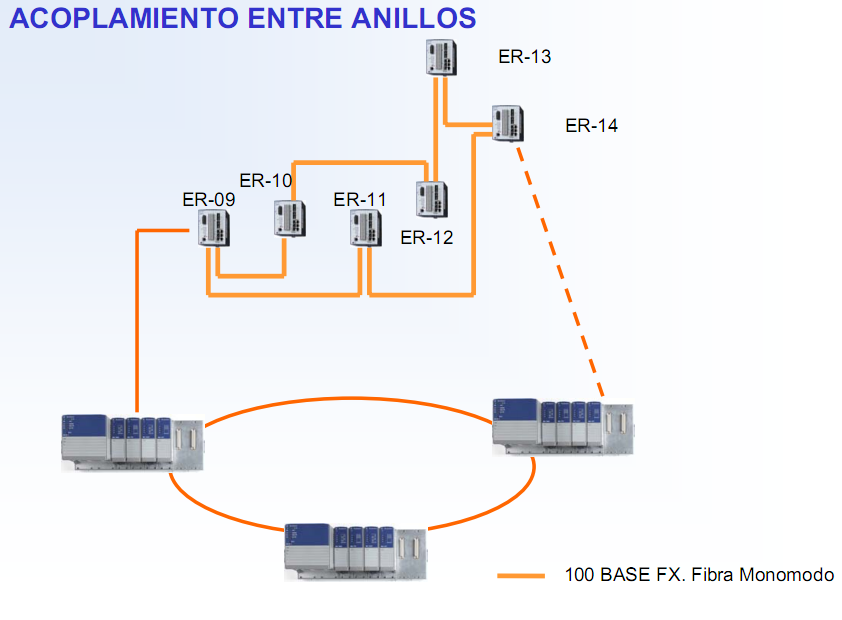 ACOPLAMIENTO ENTRE ANILLOS
ER-13
ER-14
ER-10
ER-09
ER-11
ER-12
100 BASE FX. Fibra Monomodo